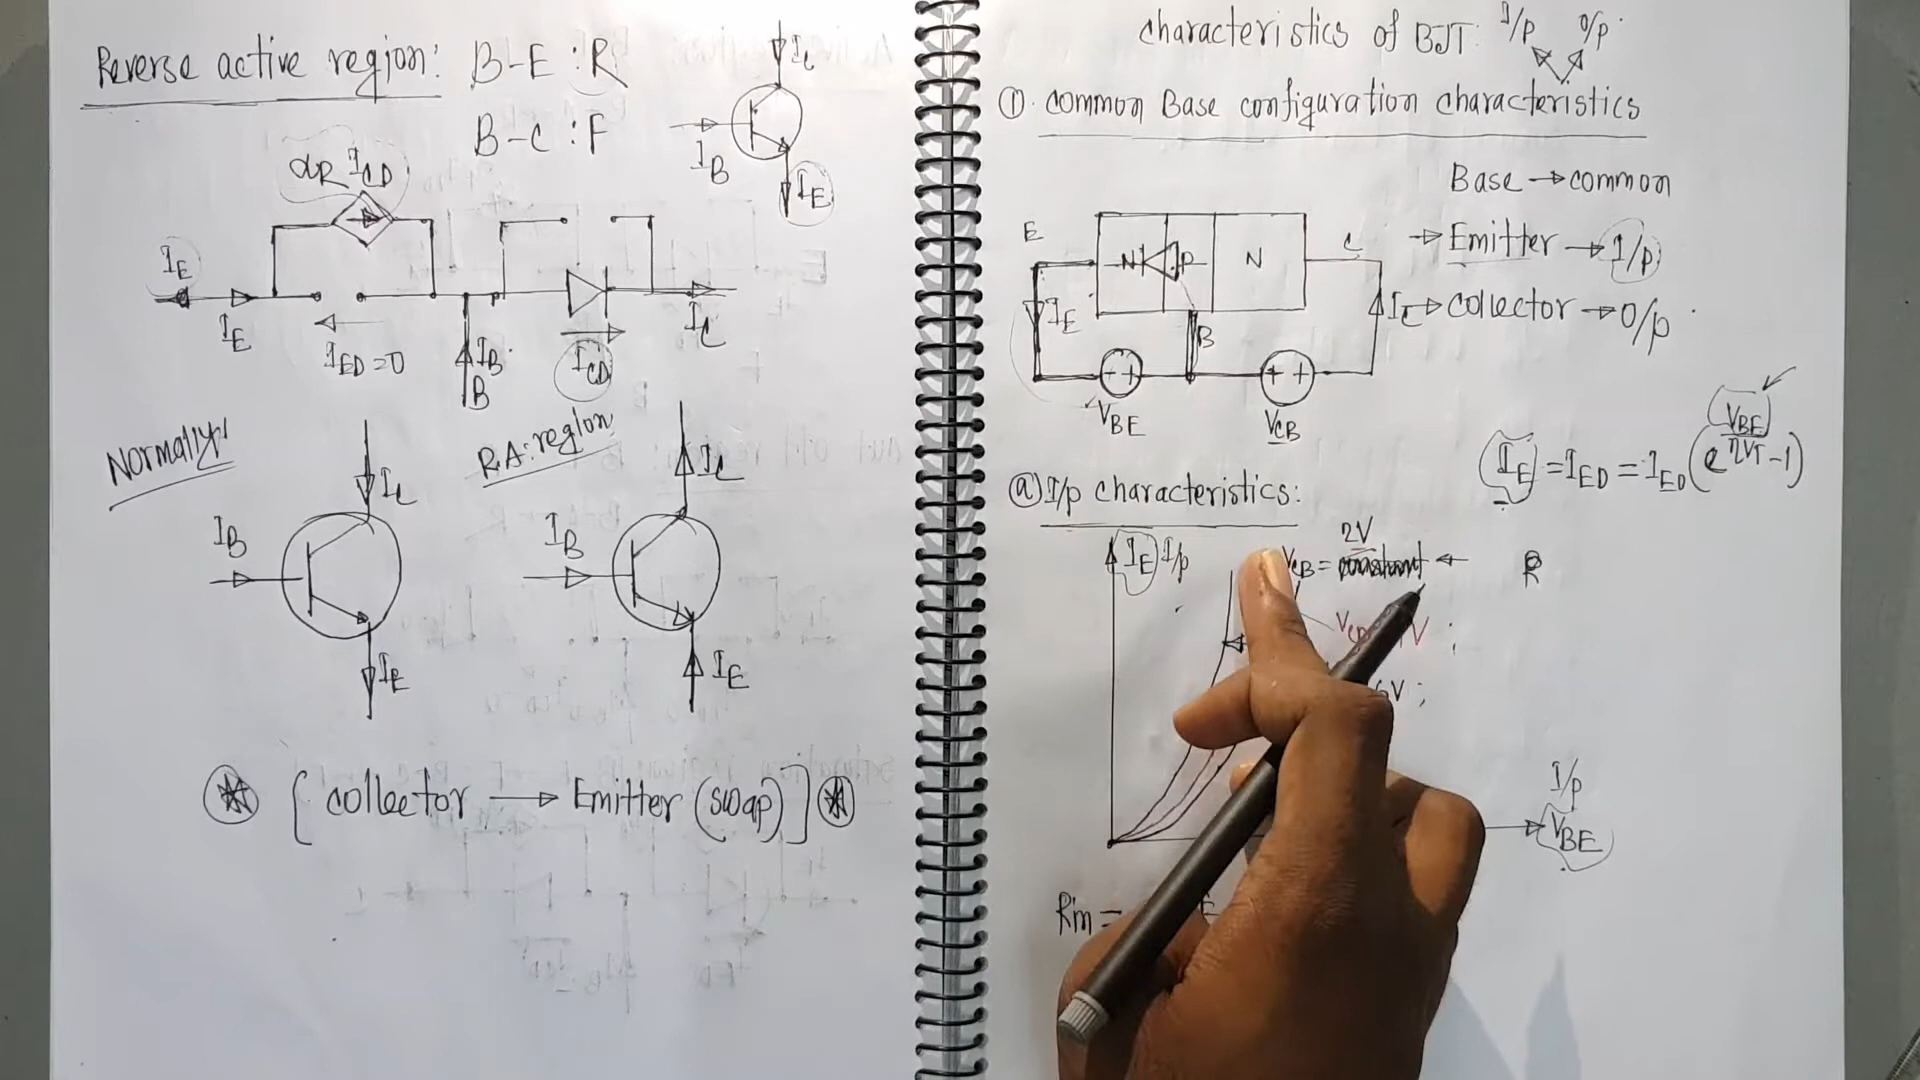 Reverse active region: B-E : R
B-C : F
IC
IB
IE
αR ICD
IE
IE
IED=0
IB
B
ICD
IC
Normally!
R.A. region
IC
IB
IE
IC
IB
IE
[collector → Emitter (swap)]
characteristics of BJT: I/p O/p
① common Base configuration characteristics
Base → common
→ Emitter → I/p
→ collector → O/p
E
N P N
C
IE
B
IC
VBE
VCB
IE = IED = IEO (e^VBE/ηVT - 1)
ⓐ I/p characteristics:
2V
IE I/p
VCB = constant ←
R
V ;
6V ;
I/p
VBE